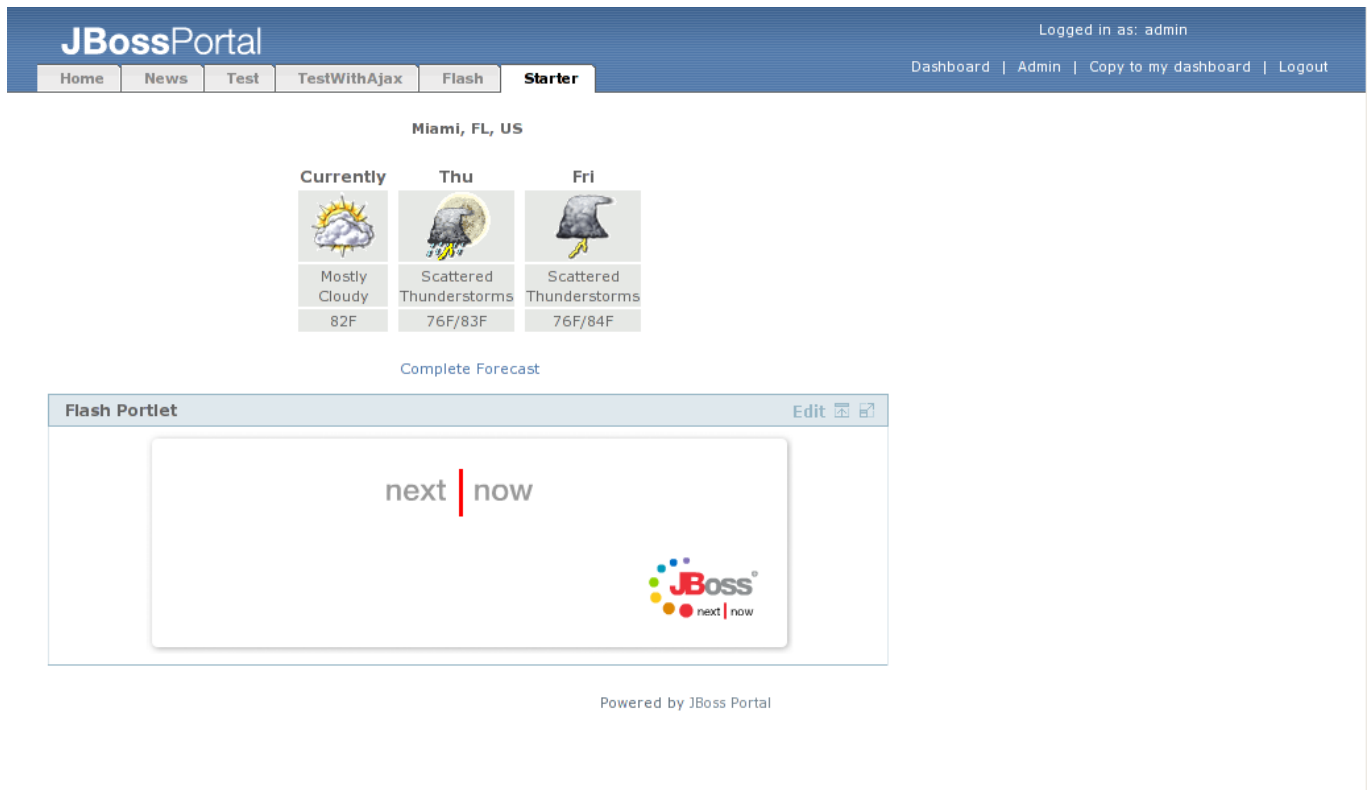 JBossPortal
Logged in as: admin
Dashboard | Admin | Copy to my dashboard | Logout
Home News Test TestWithAjax Flash Starter
Miami, FL, US
Currently Thu Fri
Mostly Cloudy
Scattered Thunderstorms
Scattered Thunderstorms
82F 76F/83F 76F/84F
Complete Forecast
Flash Portlet Edit
next | now
JBoss®
next | now
Powered by JBoss Portal